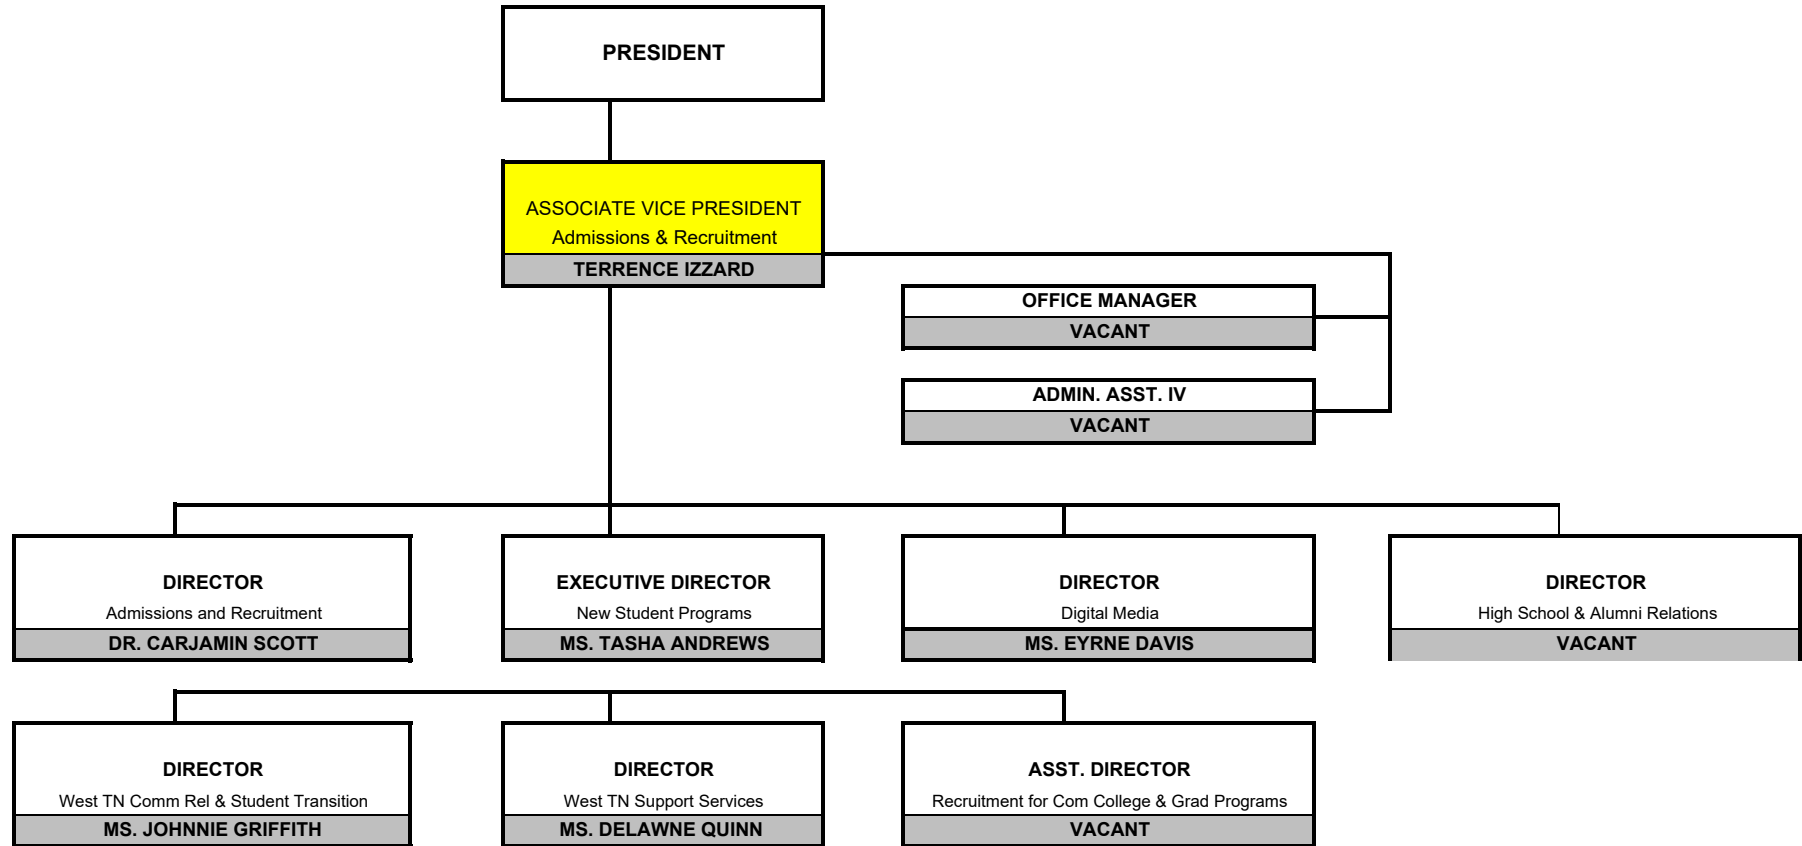 PRESIDENT
ASSOCIATE VICE PRESIDENT
Admissions & Recruitment
TERRENCE IZZARD
OFFICE MANAGER
VACANT
ADMIN. ASST. IV
VACANT
DIRECTOR
Admissions and Recruitment
DR. CARJAMIN SCOTT
EXECUTIVE DIRECTOR
New Student Programs
MS. TASHA ANDREWS
DIRECTOR
Digital Media
MS. EYRNE DAVIS
DIRECTOR
High School & Alumni Relations
VACANT
DIRECTOR
West TN Comm Rel & Student Transition
MS. JOHNNIE GRIFFITH
DIRECTOR
West TN Support Services
MS. DELAWNE QUINN
ASST. DIRECTOR
Recruitment for Com College & Grad Programs
VACANT